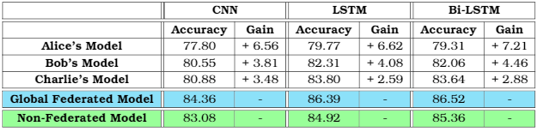 CNN LSTM Bi-LSTM
Accuracy Gain Accuracy Gain Accuracy Gain
Alice's Model 77.80 + 6.56 79.77 + 6.62 79.31 + 7.21
Bob's Model 80.55 + 3.81 82.31 + 4.08 82.06 + 4.46
Charlie's Model 80.88 + 3.48 83.80 + 2.59 83.64 + 2.88
Global Federated Model 84.36 - 86.39 - 86.52 -
Non-Federated Model 83.08 - 84.92 - 85.36 -